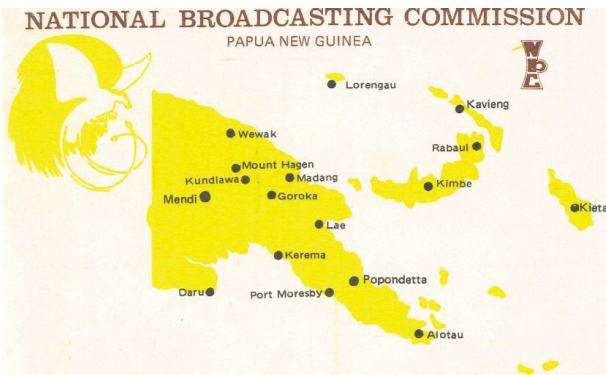 NATIONAL BROADCASTING COMMISSION
PAPUA NEW GUINEA
NBC
Lorengau
Kavieng
Wewak
Rabaul
Mount Hagen
Kundiawa
Madang
Kimbe
Mendi
Goroka
Kieta
Lae
Kerema
Popondetta
Daru
Port Moresby
Alotau